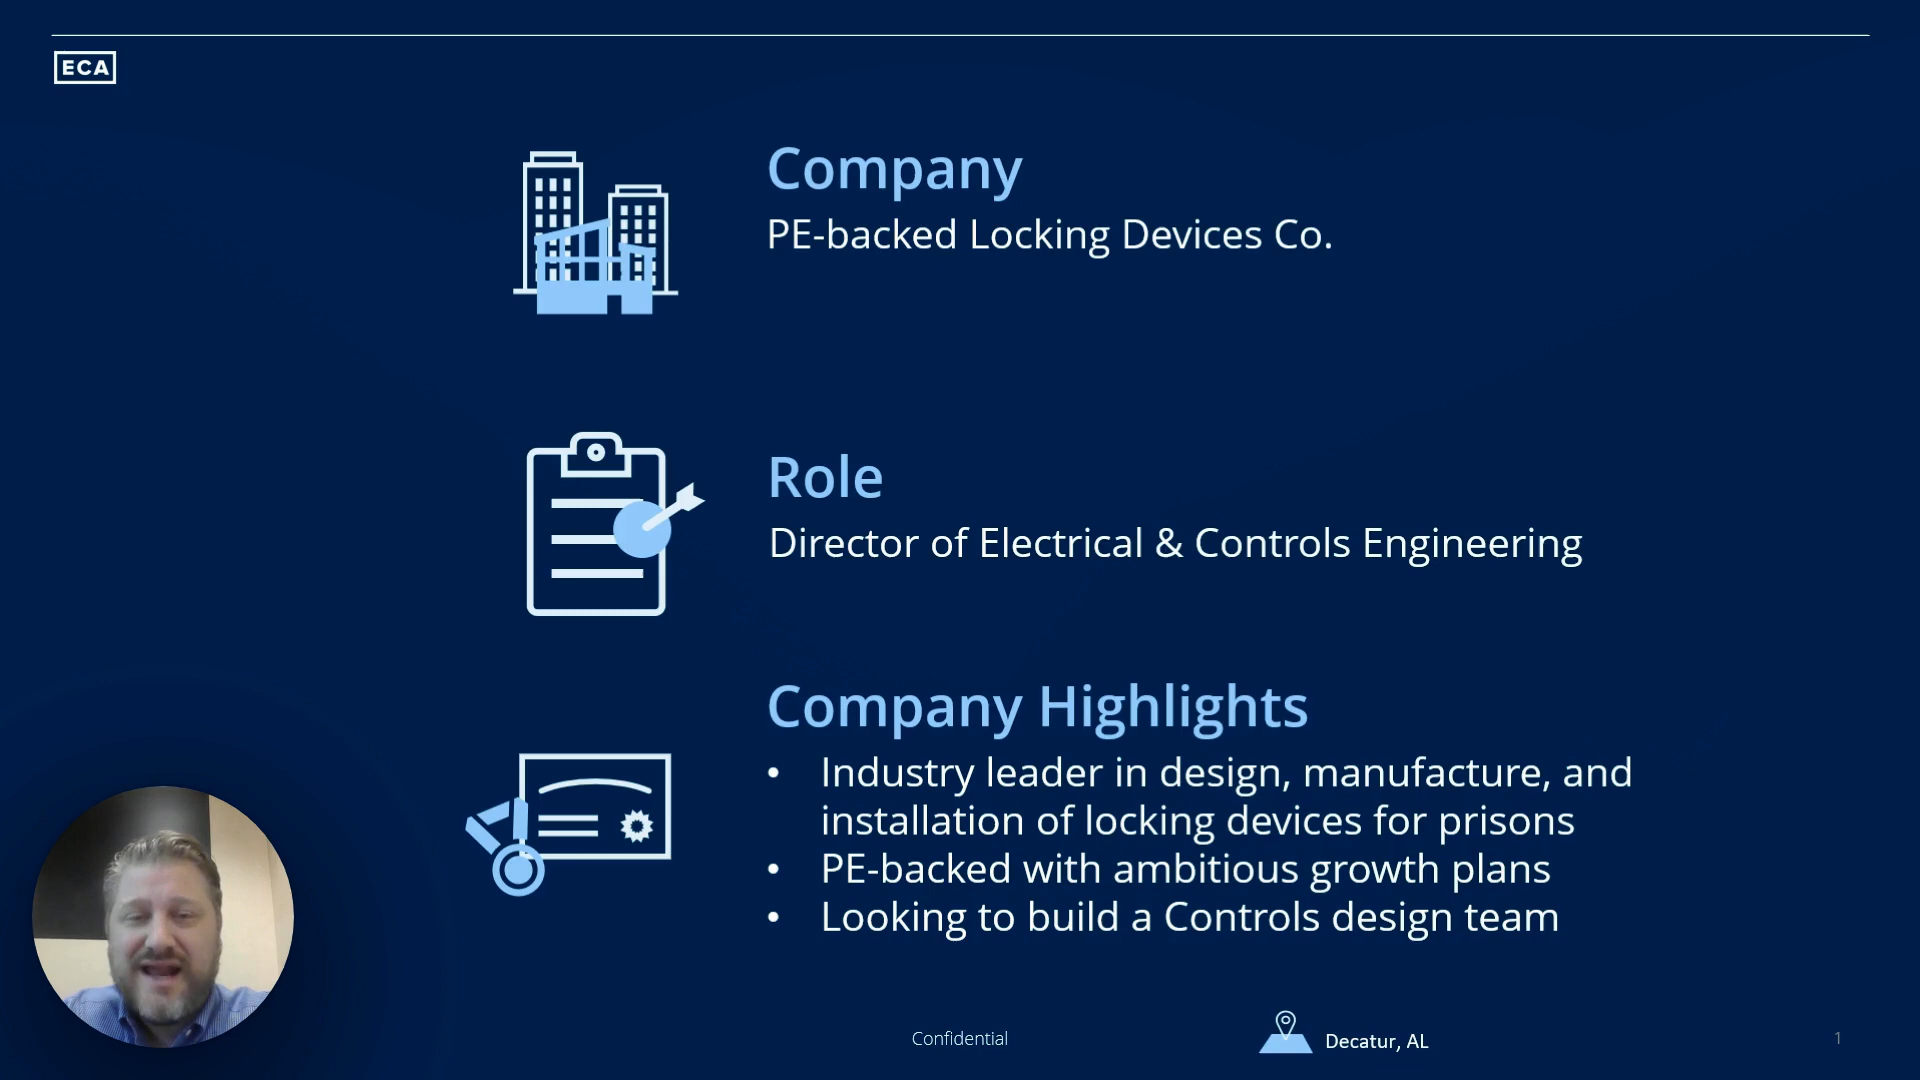 ECA
Company
PE-backed Locking Devices Co.
Role
Director of Electrical & Controls Engineering
Company Highlights
• Industry leader in design, manufacture, and
installation of locking devices for prisons
• PE-backed with ambitious growth plans
• Looking to build a Controls design team
Confidential
Decatur, AL
1